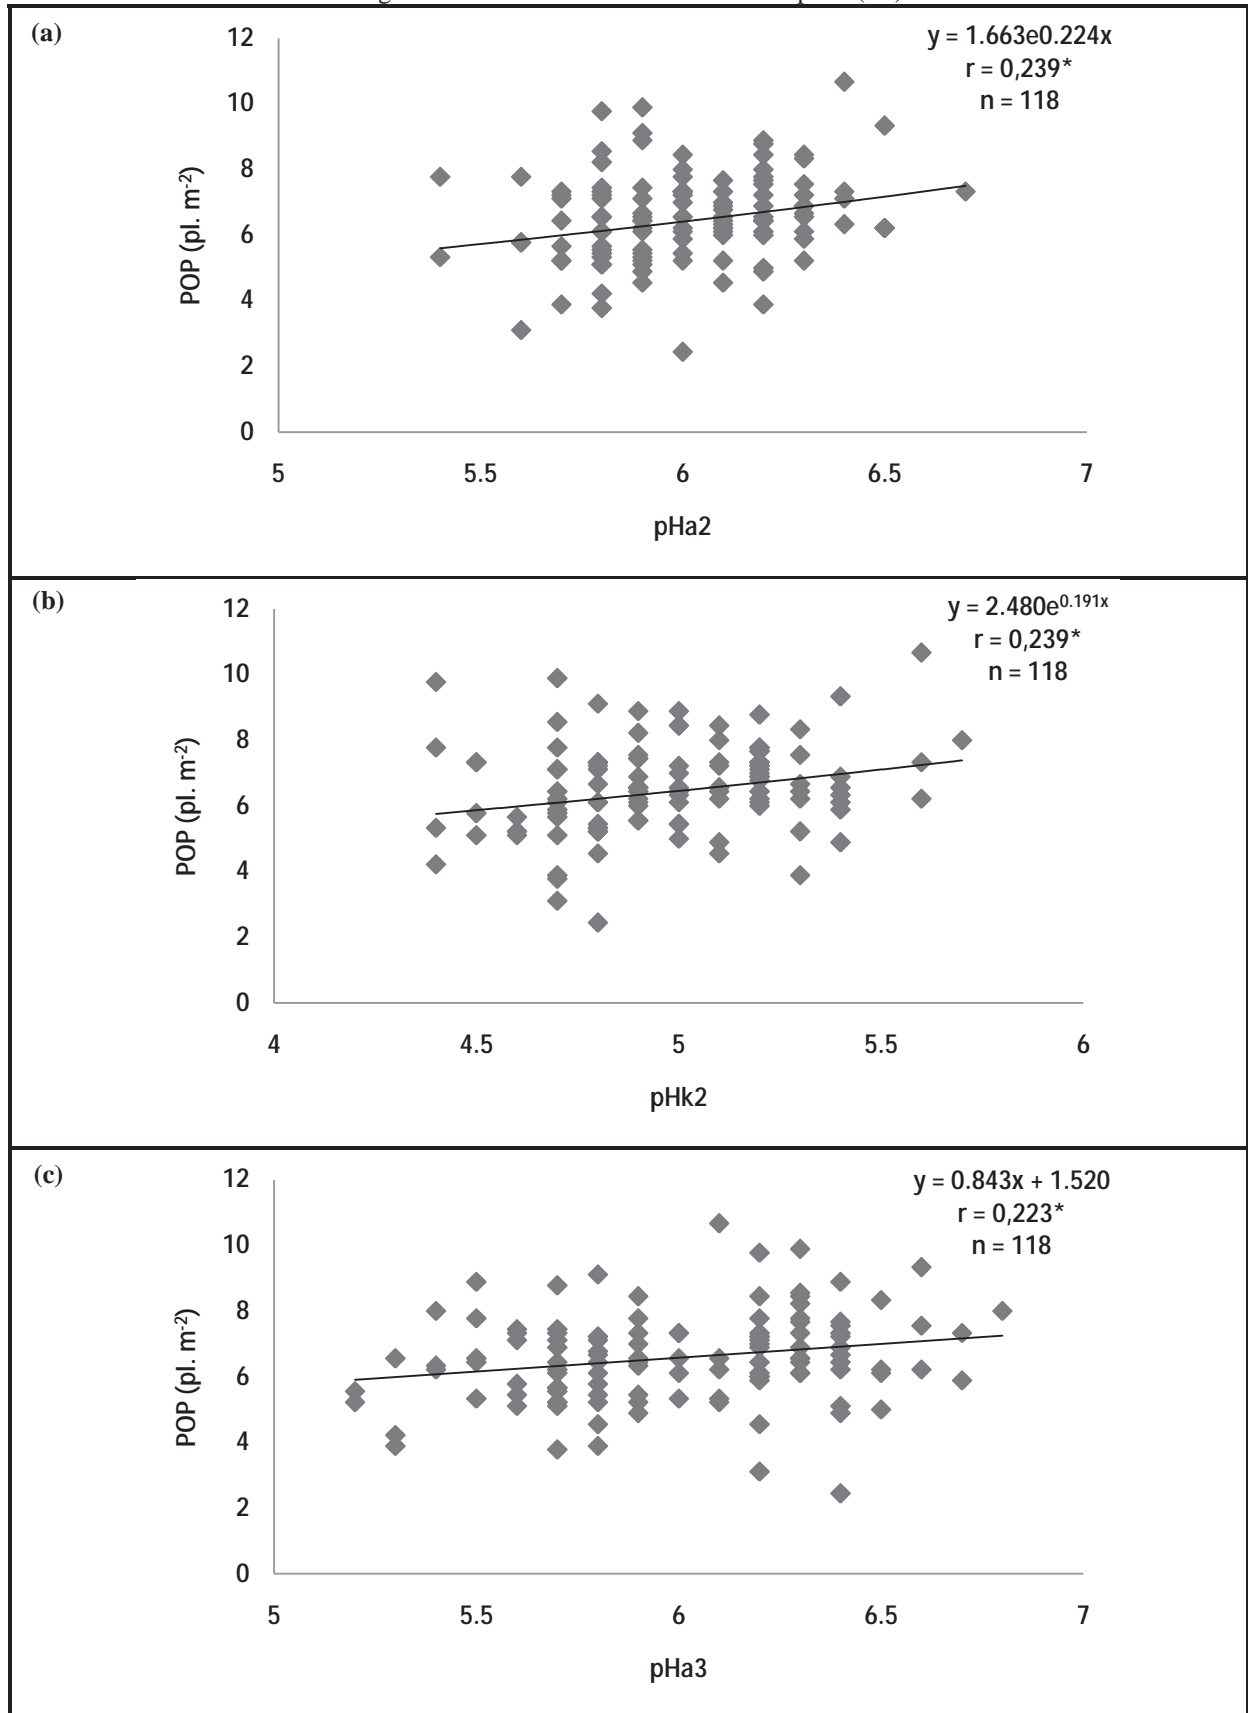 (a)
y = 1.663e0.224x
r = 0,239*
n = 118
12
10
8
6
4
2
0
POP (pl. m-2)
5 5.5 6 6.5 7
pHa2
(b)
y = 2.480e0.191x
r = 0,239*
n = 118
12
10
8
6
4
2
0
POP (pl. m-2)
4 4.5 5 5.5 6
pHk2
(c)
y = 0.843x + 1.520
r = 0,223*
n = 118
12
10
8
6
4
2
0
POP (pl. m-2)
5 5.5 6 6.5 7
pHa3